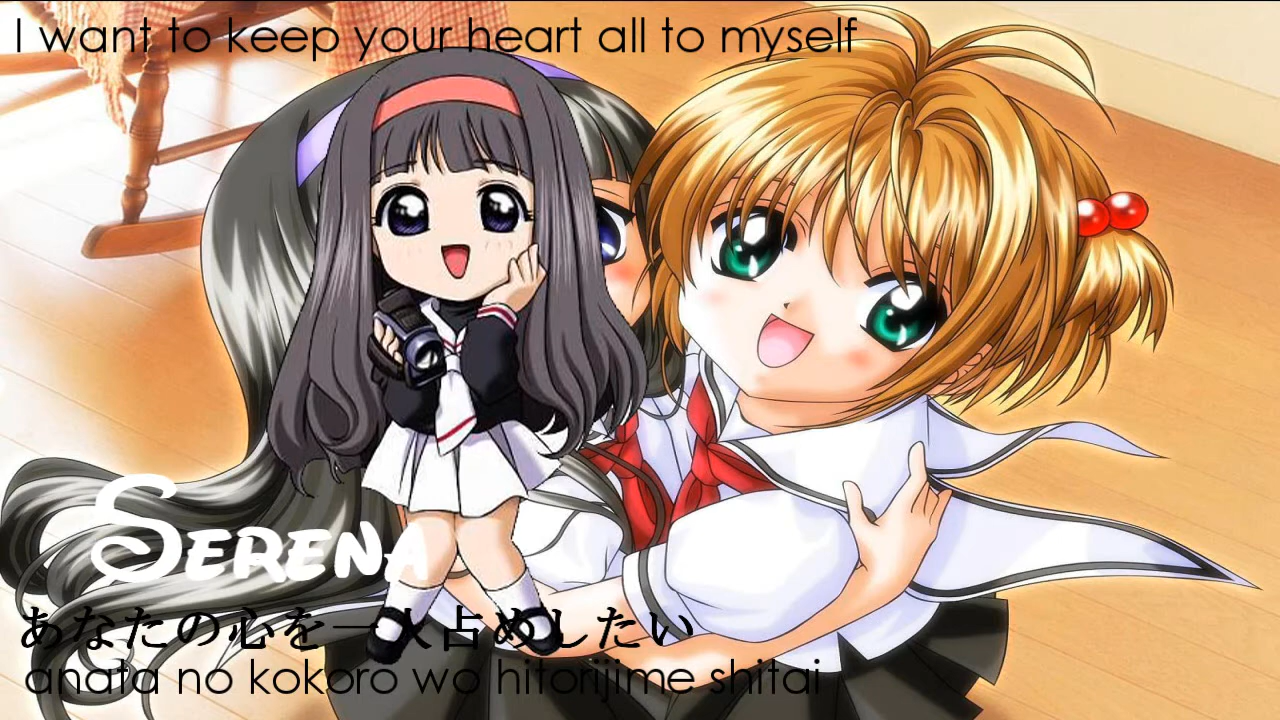 I want to keep your heart all to myself
SERENA
あなたの心を一人占めしたい
anata no kokoro wo hitorijime shitai